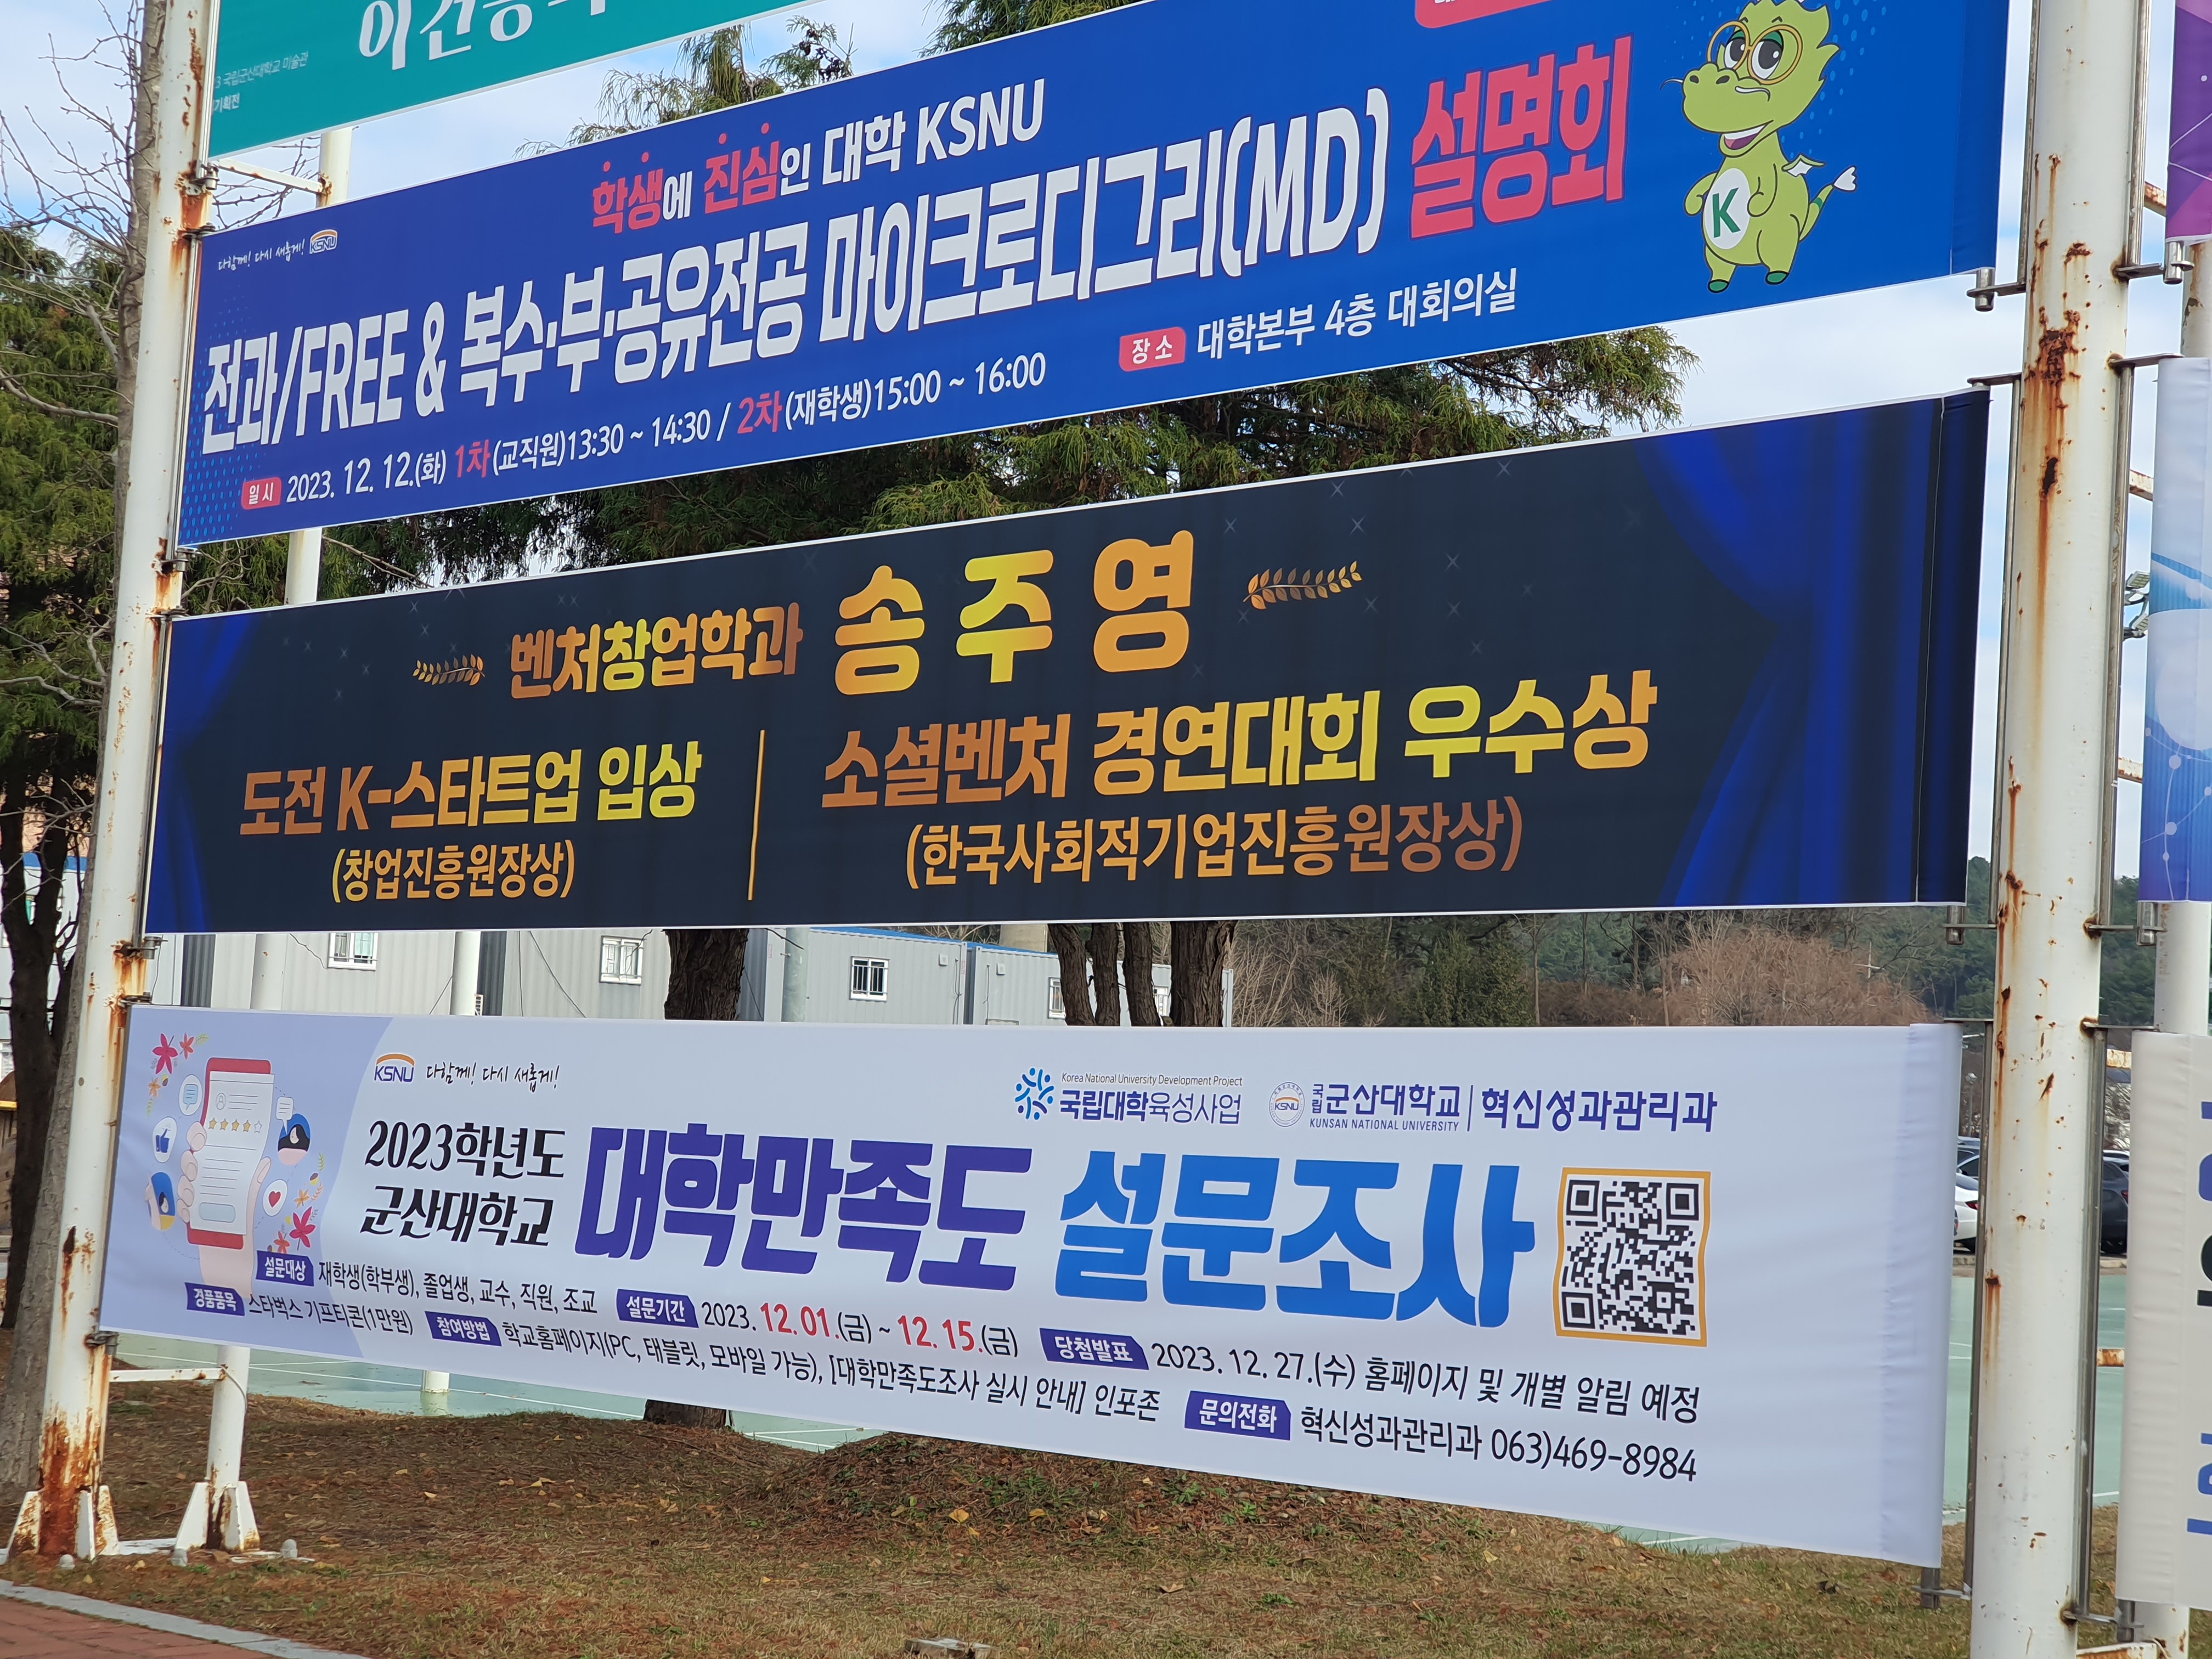 국립군산대학교 미술관
기획전
학생에 진심인 대학 KSNU
다함께! 다시 새롭게! KSNU
전과/FREE & 복수·부·공유전공 마이크로디그리(MD) 설명회
일시 2023. 12. 12.(화) 1차(교직원)13:30 ~ 14:30 / 2차(재학생)15:00 ~ 16:00 장소 대학본부 4층 대회의실
K
벤처창업학과 송주영
도전 K-스타트업 입상
(창업진흥원장상)
소셜벤처 경연대회 우수상
(한국사회적기업진흥원장상)
KSNU 다함께! 다시 새롭게!
Korea National University Development Project
국립대학육성사업
KSNU 국립 군산대학교 | 혁신성과관리과
KUNSAN NATIONAL UNIVERSITY
2023학년도
군산대학교
대학만족도 설문조사
설문대상 재학생(학부생), 졸업생, 교수, 직원, 조교 설문기간 2023. 12. 01.(금) ~ 12. 15.(금) 당첨발표 2023. 12. 27.(수) 홈페이지 및 개별 알림 예정
경품품목 스타벅스 기프티콘(1만원) 참여방법 학교홈페이지(PC, 태블릿, 모바일 가능), [대학만족도조사 실시 안내] 인포존 문의전화 혁신성과관리과 063)469-8984